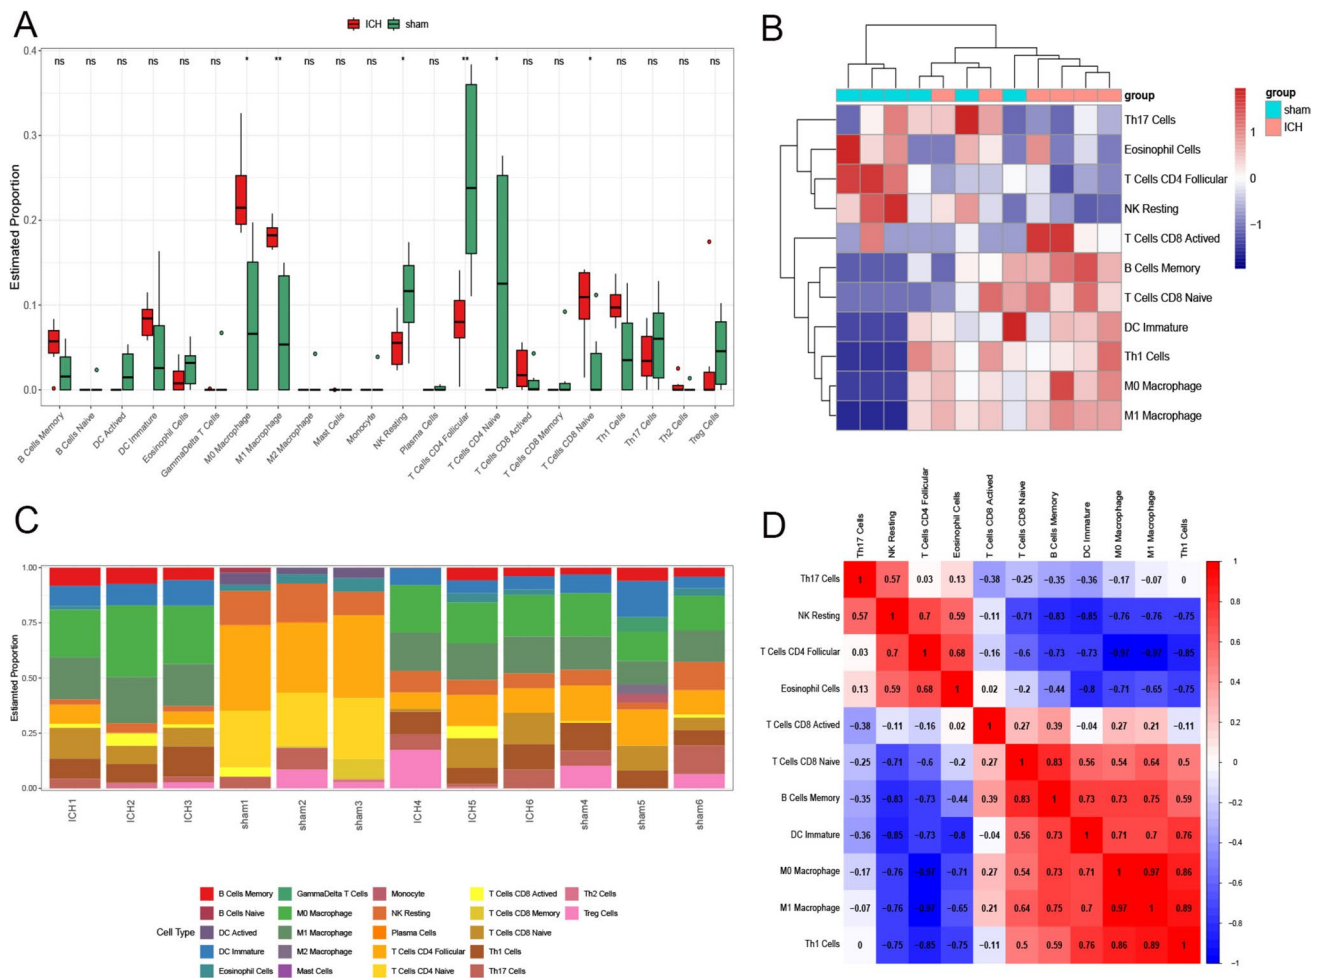 A
ICH
sham
Estimated Proportion
0.4
0.3
0.2
0.1
0.0
ns ns ns ns ns ns * ** ns ns ns * ns ** * ns ns * ns ns ns ns
B Cells Memory
B Cells Naive
DC Actived
DC Immature
Eosinophil Cells
GammaDelta T Cells
M0 Macrophage
M1 Macrophage
M2 Macrophage
Mast Cells
Monocyte
NK Resting
Plasma Cells
T Cells CD4 Follicular
T Cells CD4 Naive
T Cells CD8 Actived
T Cells CD8 Memory
T Cells CD8 Naive
Th1 Cells
Th17 Cells
Th2 Cells
Treg Cells
B
group
Th17 Cells
Eosinophil Cells
T Cells CD4 Follicular
NK Resting
T Cells CD8 Actived
B Cells Memory
T Cells CD8 Naive
DC Immature
Th1 Cells
M0 Macrophage
M1 Macrophage
1
0
−1
group
sham
ICH
C
Estiamted Proportion
1.00
0.75
0.50
0.25
0.00
ICH1
ICH2
ICH3
sham1
sham2
sham3
ICH4
ICH5
ICH6
sham4
sham5
sham6
Cell Type
B Cells Memory
B Cells Naive
DC Actived
DC Immature
Eosinophil Cells
GammaDelta T Cells
M0 Macrophage
M1 Macrophage
M2 Macrophage
Mast Cells
Monocyte
NK Resting
Plasma Cells
T Cells CD4 Follicular
T Cells CD4 Naive
T Cells CD8 Actived
T Cells CD8 Memory
T Cells CD8 Naive
Th1 Cells
Th17 Cells
Th2 Cells
Treg Cells
D
Th17 Cells
NK Resting
T Cells CD4 Follicular
Eosinophil Cells
T Cells CD8 Actived
T Cells CD8 Naive
B Cells Memory
DC Immature
M0 Macrophage
M1 Macrophage
Th1 Cells
Th17 Cells 1 0.57 0.03 0.13 −0.38 −0.25 −0.35 −0.36 −0.17 −0.07 0
NK Resting 0.57 1 0.7 0.59 −0.11 −0.71 −0.83 −0.85 −0.76 −0.76 −0.75
T Cells CD4 Follicular 0.03 0.7 1 0.68 −0.16 −0.6 −0.73 −0.73 −0.97 −0.97 −0.85
Eosinophil Cells 0.13 0.59 0.68 1 0.02 −0.2 −0.44 −0.8 −0.71 −0.65 −0.75
T Cells CD8 Actived −0.38 −0.11 −0.16 0.02 1 0.27 0.39 −0.04 0.27 0.21 −0.11
T Cells CD8 Naive −0.25 −0.71 −0.6 −0.2 0.27 1 0.83 0.56 0.54 0.64 0.5
B Cells Memory −0.35 −0.83 −0.73 −0.44 0.39 0.83 1 0.73 0.73 0.75 0.59
DC Immature −0.36 −0.85 −0.73 −0.8 −0.04 0.56 0.73 1 0.71 0.7 0.76
M0 Macrophage −0.17 −0.76 −0.97 −0.71 0.27 0.54 0.73 0.71 1 0.97 0.86
M1 Macrophage −0.07 −0.76 −0.97 −0.65 0.21 0.64 0.75 0.7 0.97 1 0.89
Th1 Cells 0 −0.75 −0.85 −0.75 −0.11 0.5 0.59 0.76 0.86 0.89 1
1
0.8
0.6
0.4
0.2
0
−0.2
−0.4
−0.6
−0.8
−1